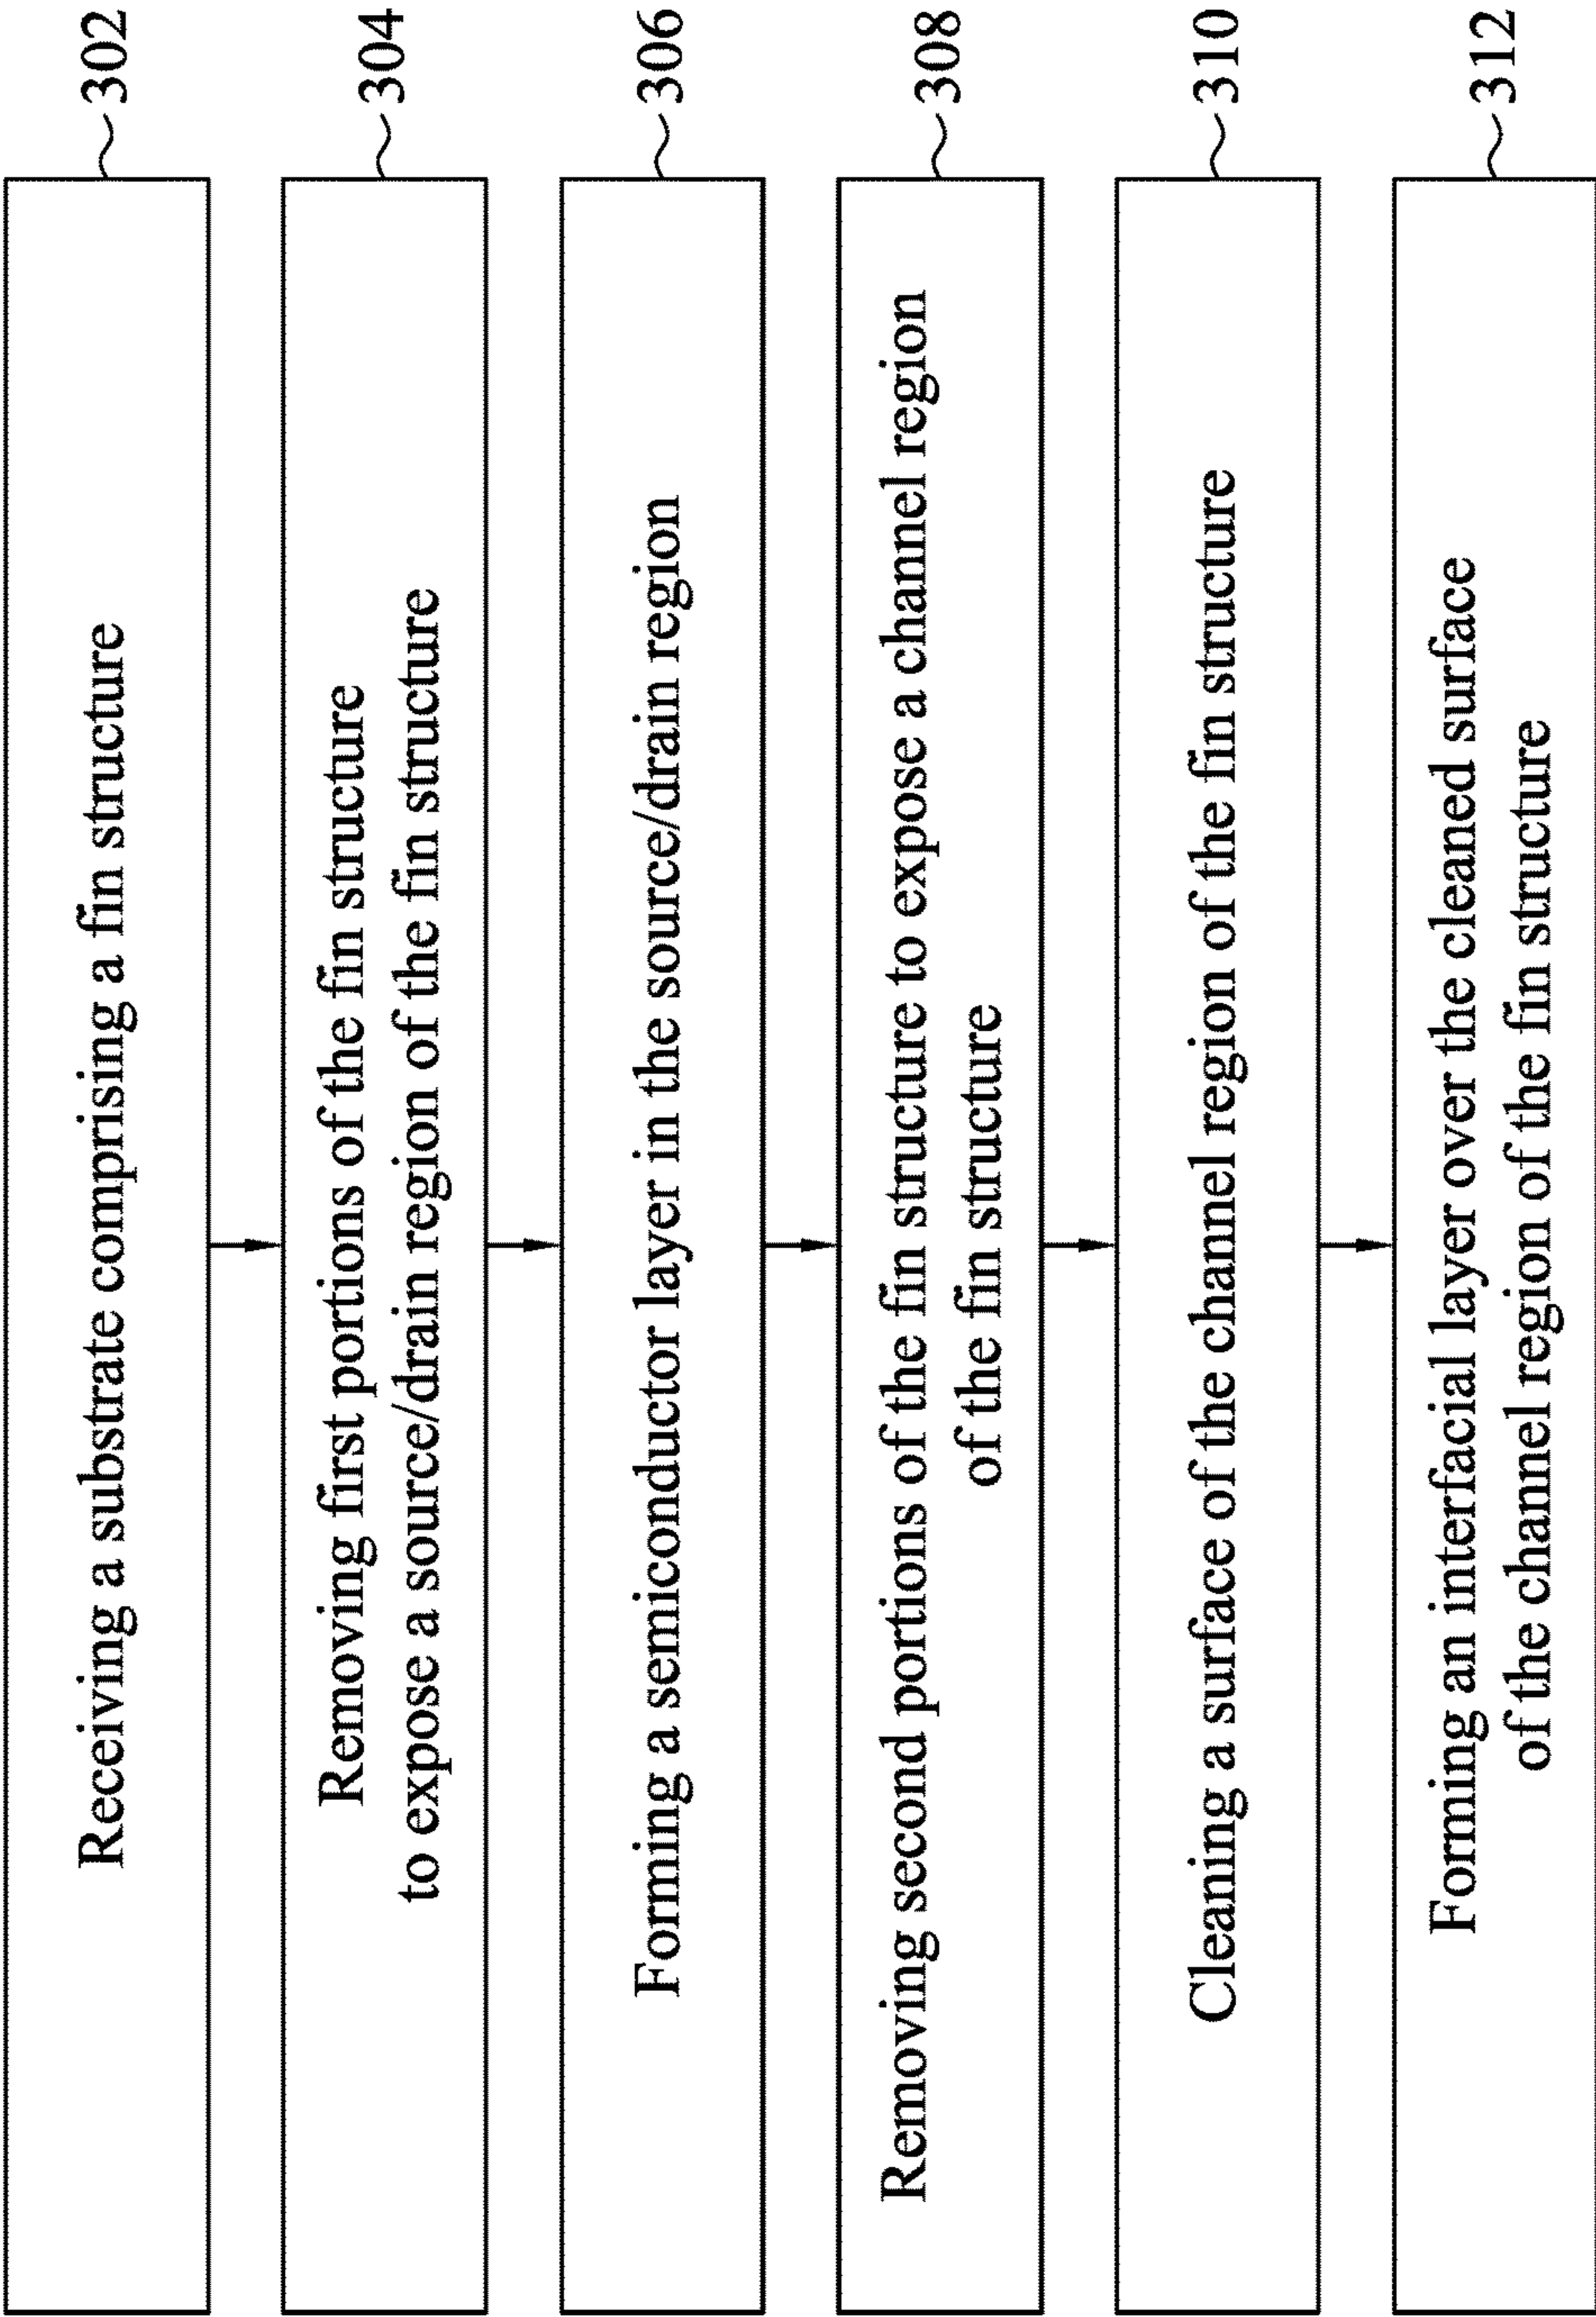 Receiving a substrate comprising a fin structure
302
Removing first portions of the fin structure
to expose a source/drain region of the fin structure
304
Forming a semiconductor layer in the source/drain region
306
Removing second portions of the fin structure to expose a channel region
of the fin structure
308
Cleaning a surface of the channel region of the fin structure
310
Forming an interfacial layer over the cleaned surface
of the channel region of the fin structure
312